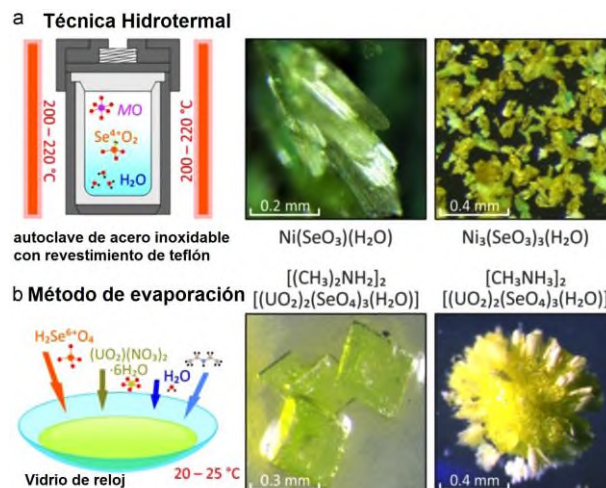 a Técnica Hidrotermal
200 – 220 °C
MO
Se⁴⁺O₂
H₂O
200 – 220 °C
autoclave de acero inoxidable
con revestimiento de teflón
0.2 mm
Ni(SeO₃)(H₂O)
0.4 mm
Ni₃(SeO₃)₃(H₂O)
b Método de evaporación
H₂Se⁶⁺O₄
(UO₂)(NO₃)₂
·6H₂O
H₂O
Vidrio de reloj
20 – 25 °C
[(CH₃)₂NH₂]₂
[(UO₂)₂(SeO₄)₃(H₂O)]
0.3 mm
[CH₃NH₃]₂
[(UO₂)₂(SeO₄)₃(H₂O)]
0.4 mm